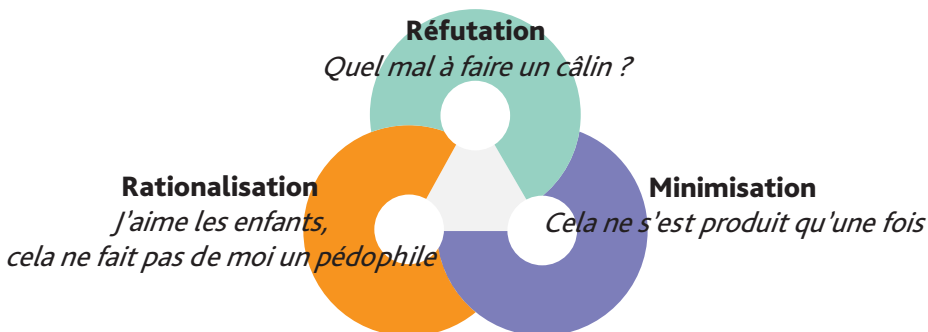 Réfutation
Quel mal à faire un câlin ?
Rationalisation
J'aime les enfants,
cela ne fait pas de moi un pédophile
Minimisation
Cela ne s'est produit qu'une fois